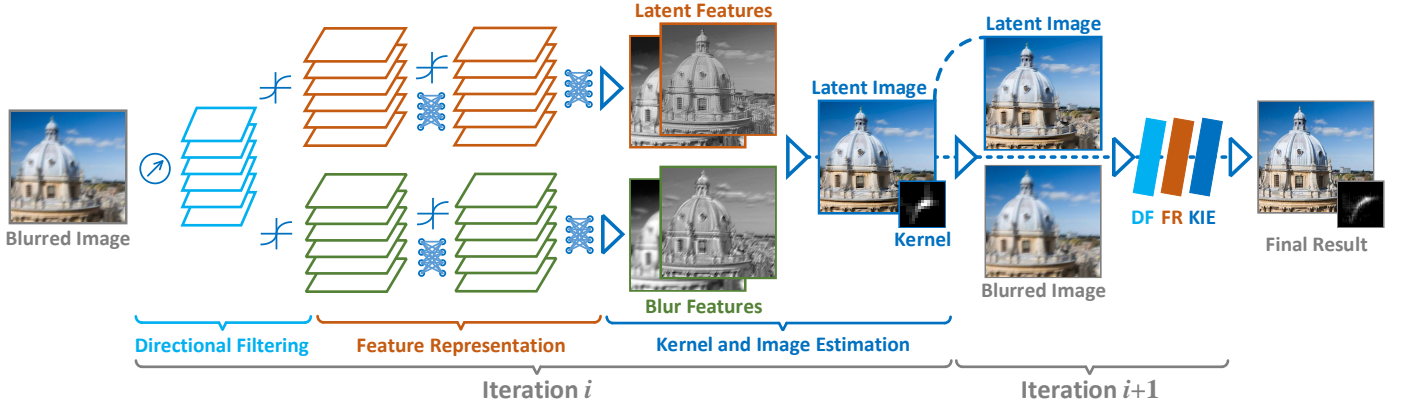 Latent Features
Latent Image
Latent Image
Blurred Image
Kernel
DF FR KIE
Final Result
Blurred Image
Blur Features
Directional Filtering
Feature Representation
Kernel and Image Estimation
Iteration i
Iteration i+1